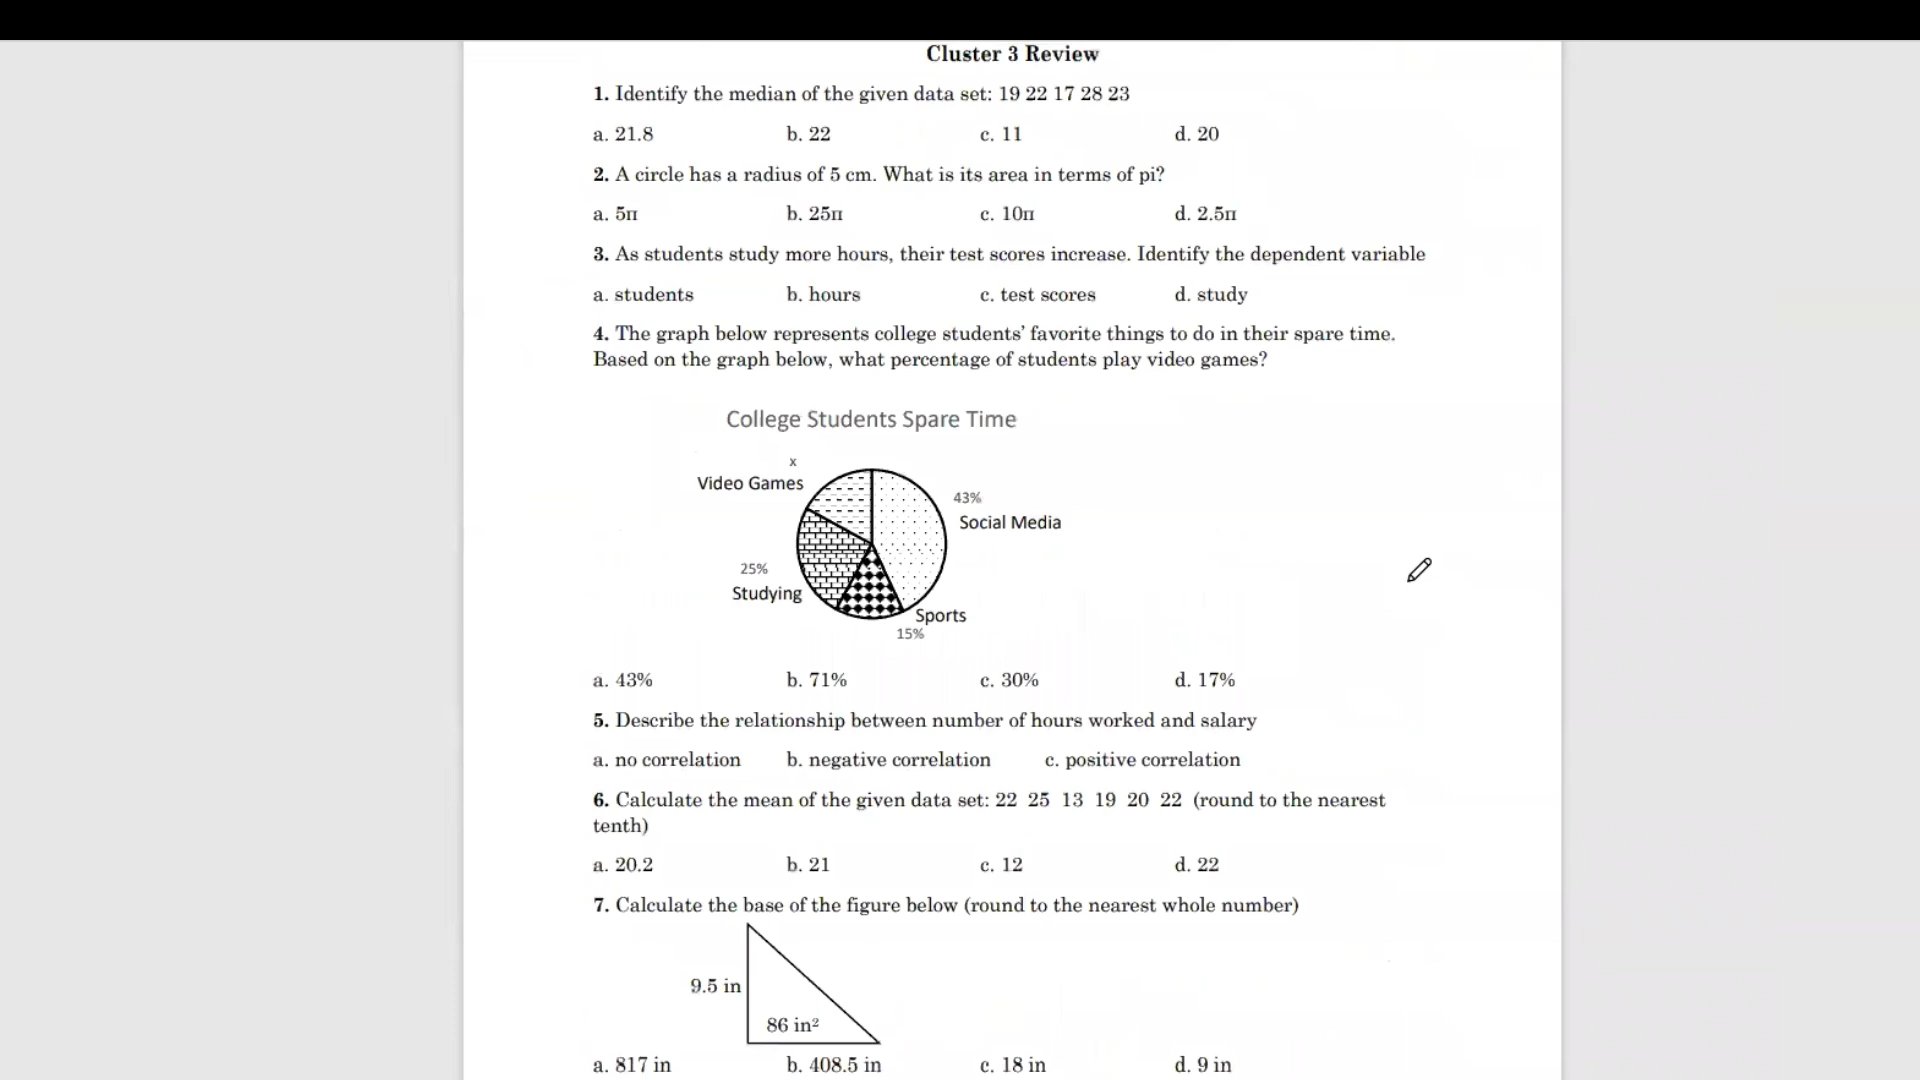 Cluster 3 Review
1. Identify the median of the given data set: 19 22 17 28 23
a. 21.8 b. 22 c. 11 d. 20
2. A circle has a radius of 5 cm. What is its area in terms of pi?
a. 5π b. 25π c. 10π d. 2.5π
3. As students study more hours, their test scores increase. Identify the dependent variable
a. students b. hours c. test scores d. study
4. The graph below represents college students’ favorite things to do in their spare time.
Based on the graph below, what percentage of students play video games?
College Students Spare Time
x
Video Games
43%
Social Media
25%
Studying
Sports
15%
a. 43% b. 71% c. 30% d. 17%
5. Describe the relationship between number of hours worked and salary
a. no correlation b. negative correlation c. positive correlation
6. Calculate the mean of the given data set: 22 25 13 19 20 22 (round to the nearest
tenth)
a. 20.2 b. 21 c. 12 d. 22
7. Calculate the base of the figure below (round to the nearest whole number)
9.5 in
86 in²
a. 817 in b. 408.5 in c. 18 in d. 9 in